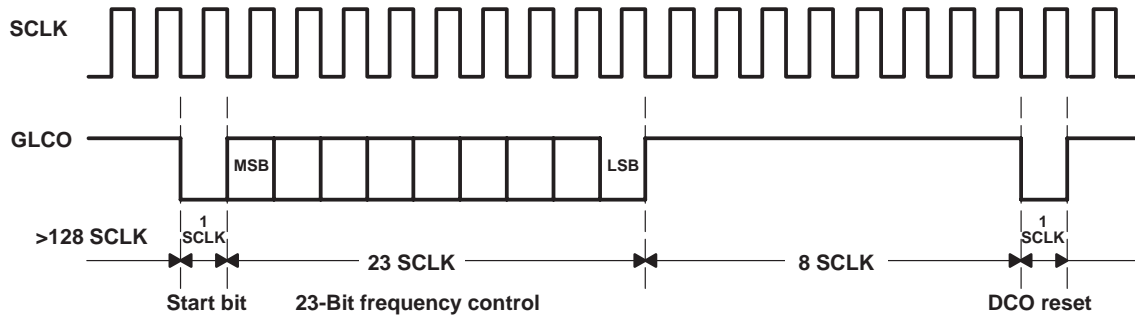 SCLK
GLCO
MSB
LSB
>128 SCLK
1
SCLK
23 SCLK
8 SCLK
1
SCLK
Start bit
23-Bit frequency control
DCO reset